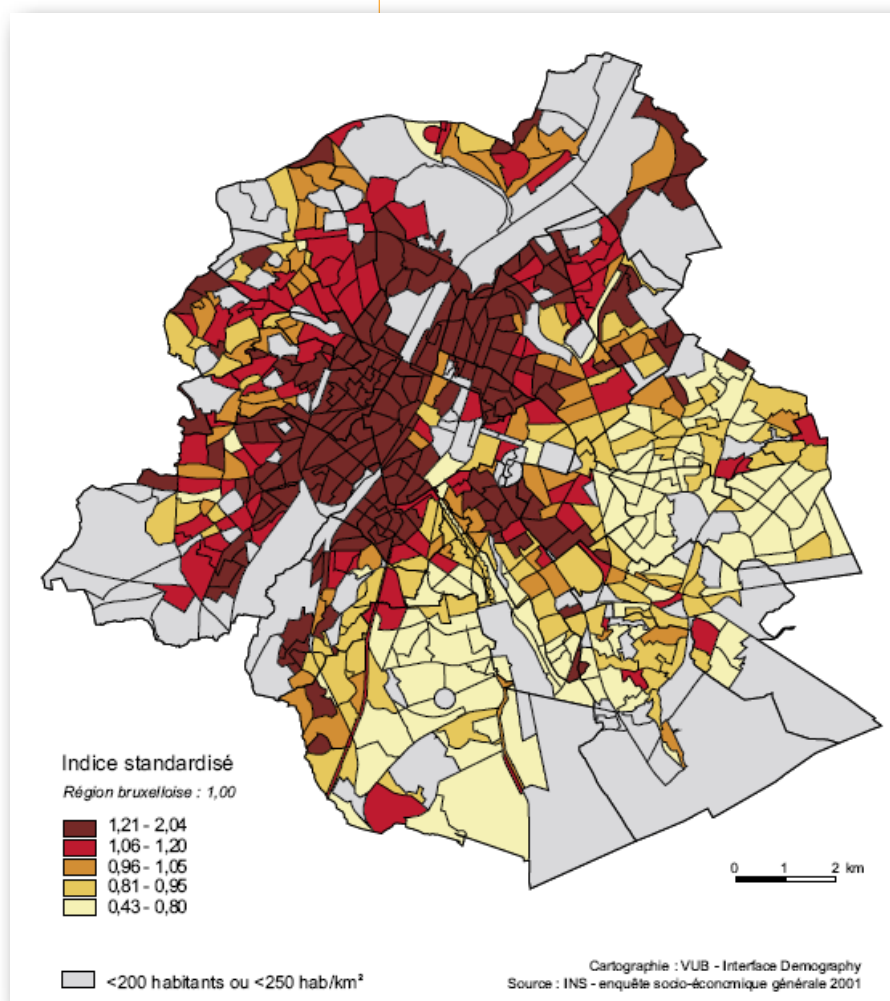 Indice standardisé
Région bruxelloise : 1,00
1,21 - 2,04
1,06 - 1,20
0,96 - 1,05
0,81 - 0,95
0,43 - 0,80
<200 habitants ou <250 hab/km²
0 1 2 km
Cartographie : VUB - Interface Demography
Source : INS - enquête socio-économique générale 2001